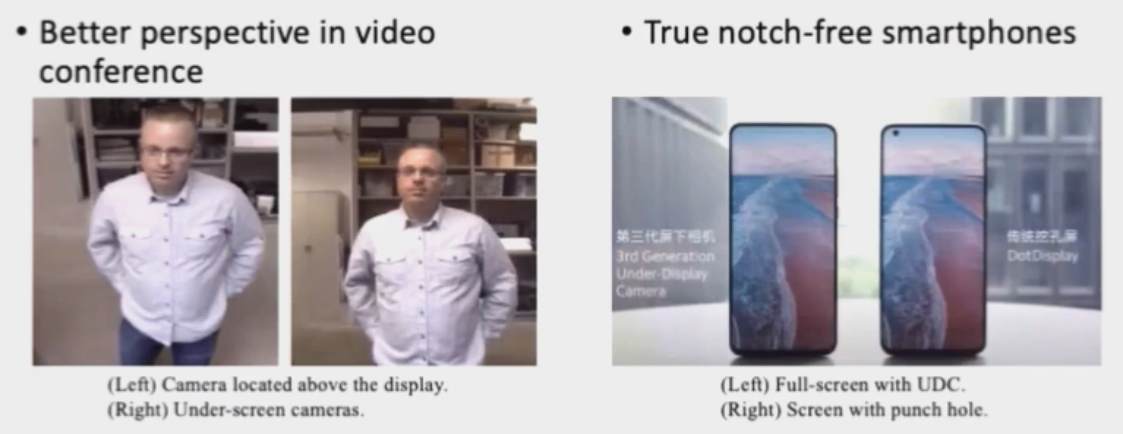 • Better perspective in video
conference
(Left) Camera located above the display.
(Right) Under-screen cameras.
• True notch-free smartphones
第三代屏下相机
3rd Generation
Under-Display
Camera
传统挖孔屏
DotDisplay
(Left) Full-screen with UDC.
(Right) Screen with punch hole.